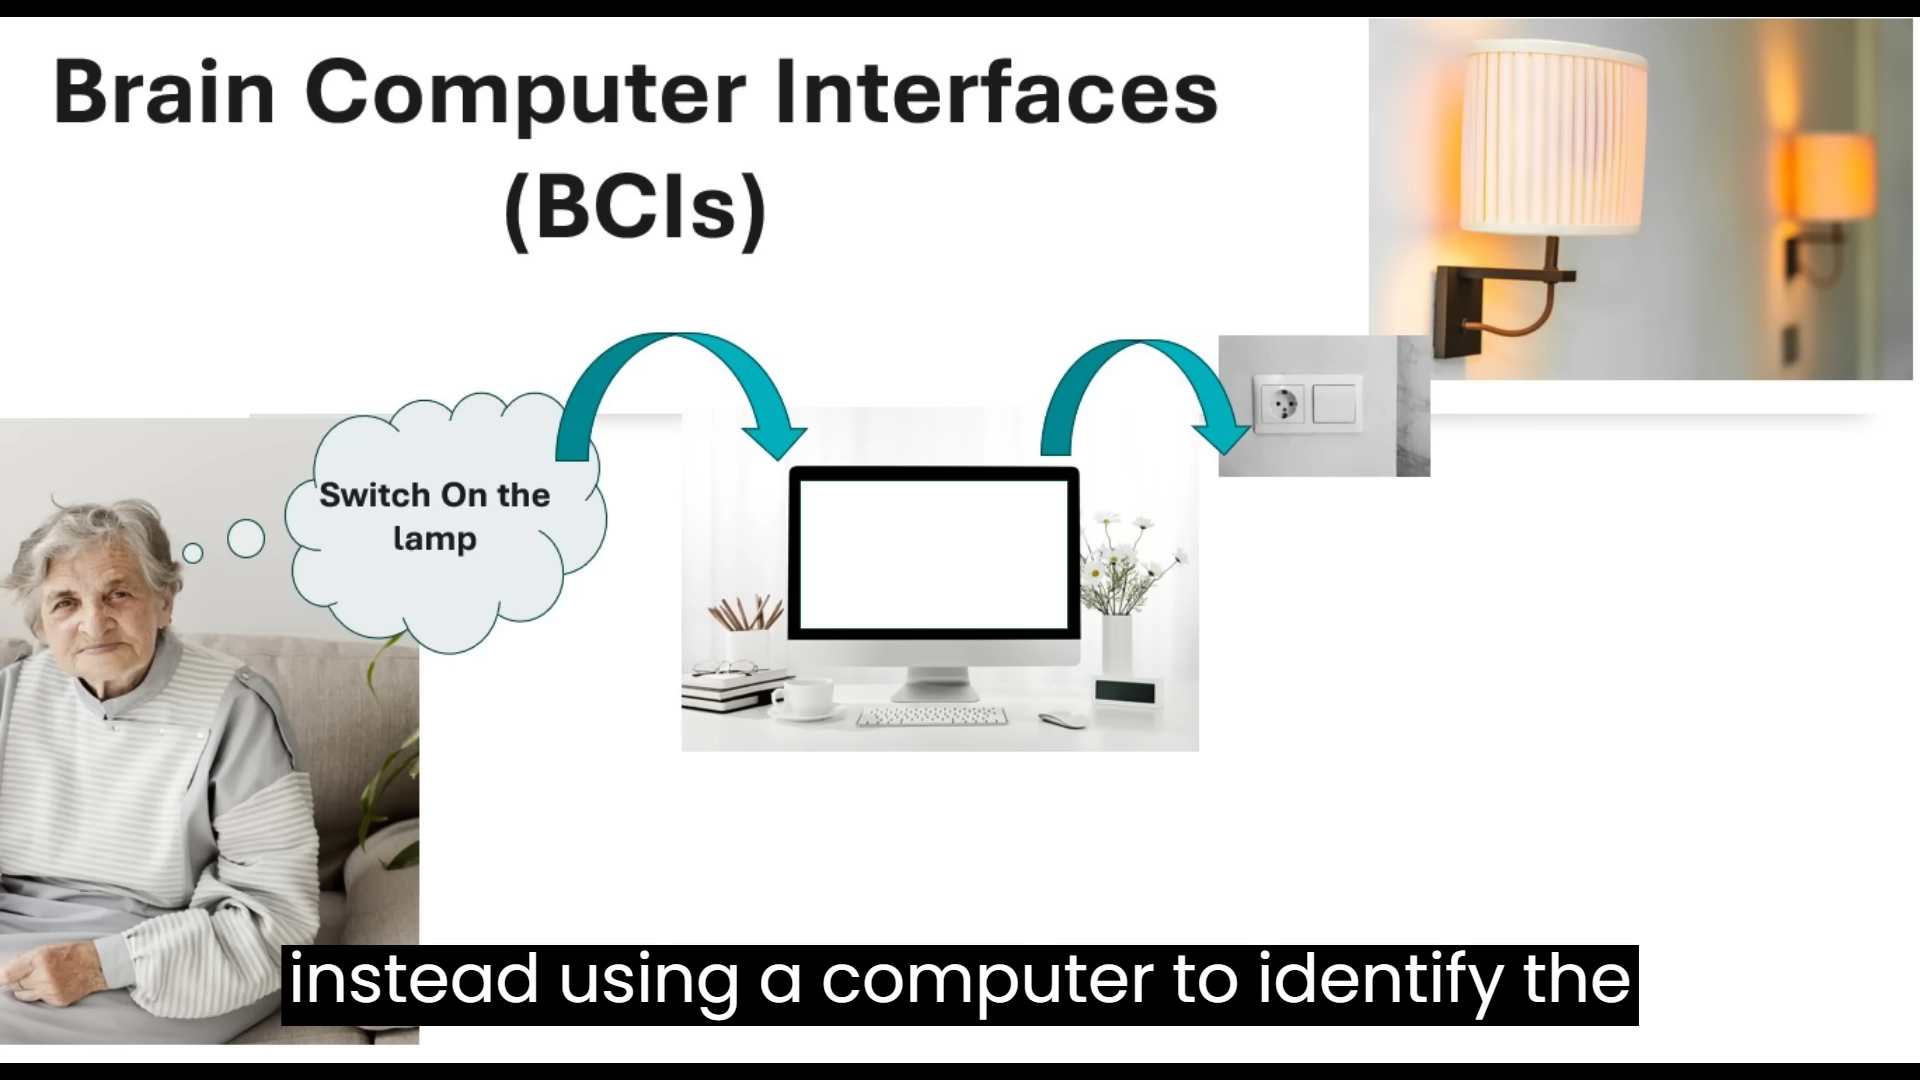 Brain Computer Interfaces
(BCIs)
Switch On the
lamp
instead using a computer to identify the